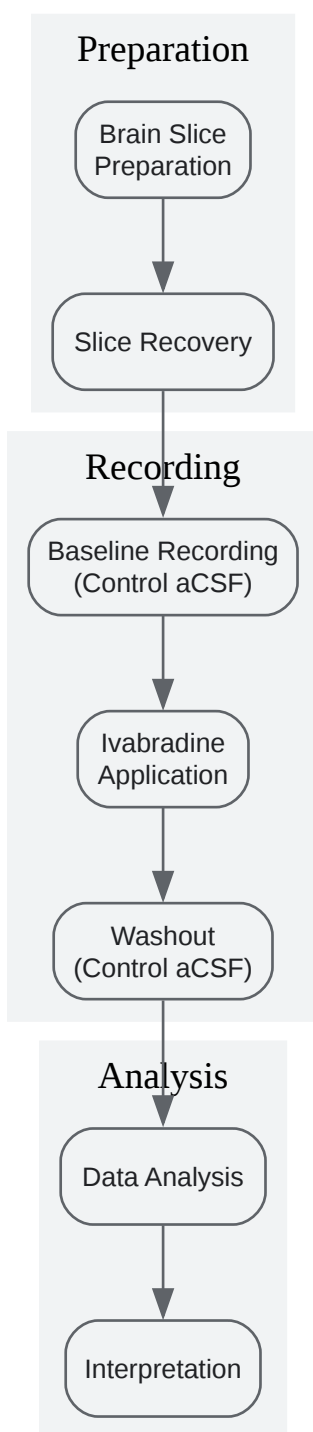 Preparation
Brain Slice
Preparation
Slice Recovery
Recording
Baseline Recording
(Control aCSF)
Ivabradine
Application
Washout
(Control aCSF)
Analysis
Data Analysis
Interpretation